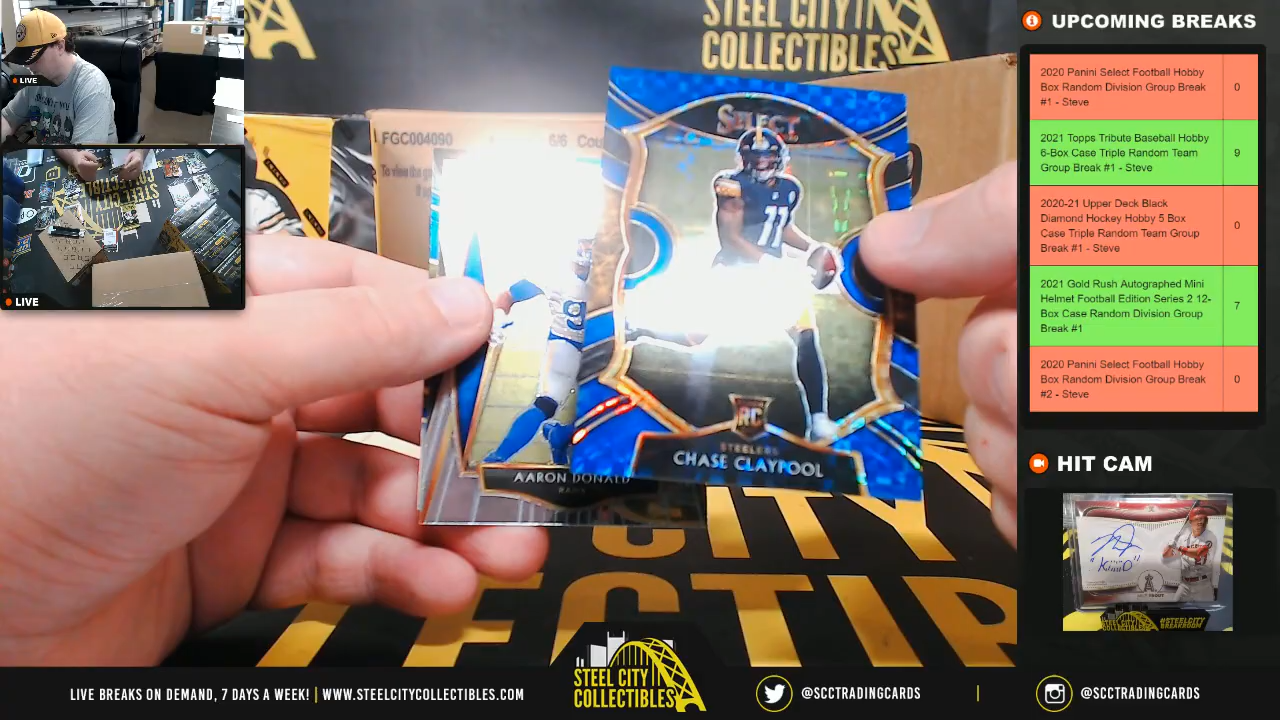 LIVE
LIVE
STEEL CITY
COLLECTIBLES
FGC004090
6/6
SELECT
11
RC
STEELERS
CHASE CLAYPOOL
9
AARON DONALD
RAMS
UPCOMING BREAKS
2020 Panini Select Football Hobby
Box Random Division Group Break
#1 - Steve
0
2021 Topps Tribute Baseball Hobby
6-Box Case Triple Random Team
Group Break #1 - Steve
9
2020-21 Upper Deck Black
Diamond Hockey Hobby 5 Box
Case Triple Random Team Group
Break #1 - Steve
0
2021 Gold Rush Autographed Mini
Helmet Football Edition Series 2 12-
Box Case Random Division Group
Break #1
7
2020 Panini Select Football Hobby
Box Random Division Group Break
#2 - Steve
0
HIT CAM
27
LIVE BREAKS ON DEMAND, 7 DAYS A WEEK! | WWW.STEELCITYCOLLECTIBLES.COM
STEEL CITY
COLLECTIBLES
@SCCTRADINGCARDS | @SCCTRADINGCARDS